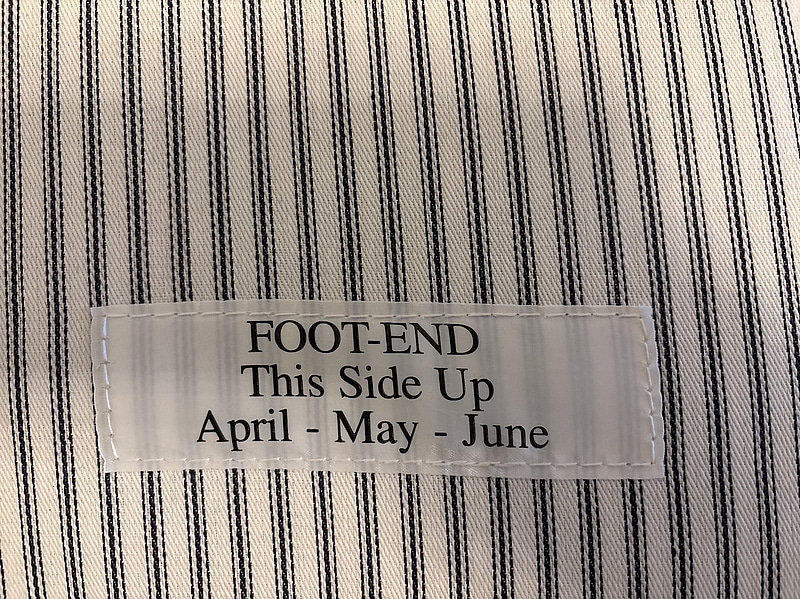 FOOT-END
This Side Up
April - May - June